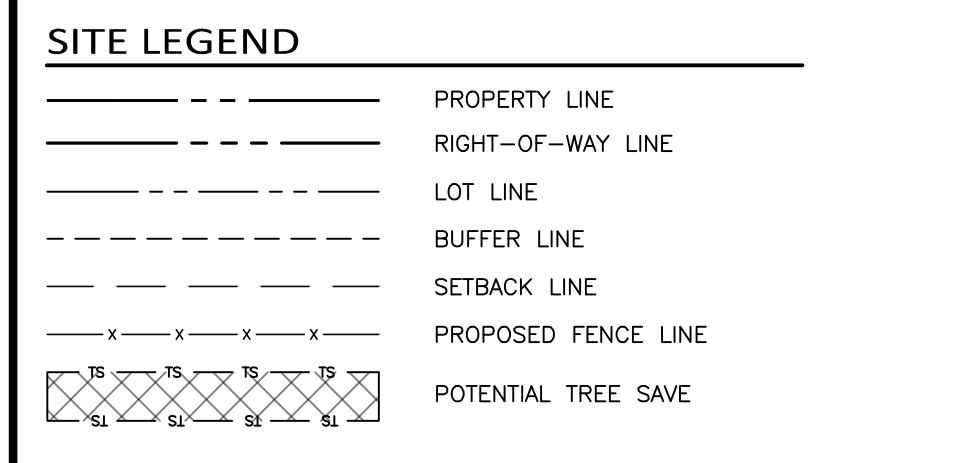 SITE LEGEND
PROPERTY LINE
RIGHT-OF-WAY LINE
LOT LINE
BUFFER LINE
SETBACK LINE
x x x x PROPOSED FENCE LINE
TS TS TS TS
POTENTIAL TREE SAVE
TS TS TS TS